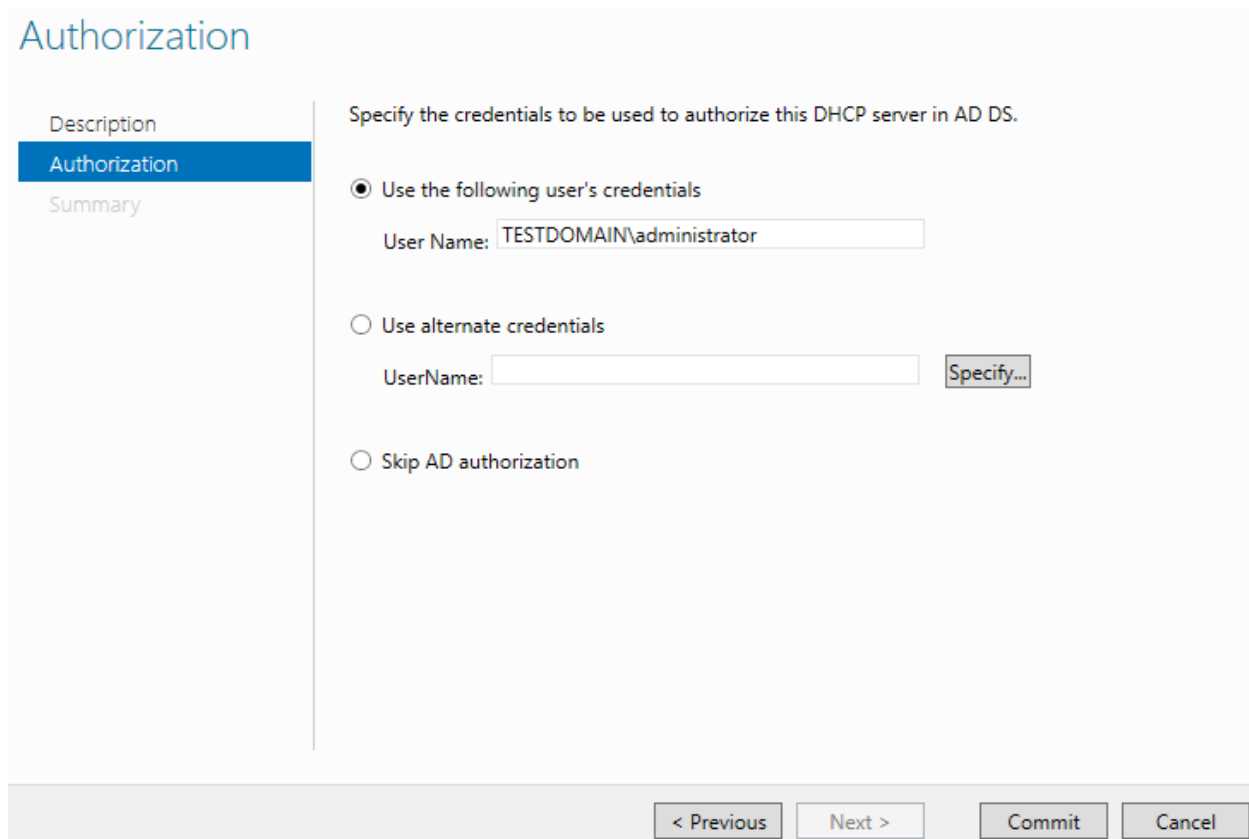 Authorization
Description
Authorization
Summary
Specify the credentials to be used to authorize this DHCP server in AD DS.
Use the following user's credentials
User Name: TESTDOMAIN\administrator
Use alternate credentials
UserName:
Specify...
Skip AD authorization
< Previous
Next >
Commit
Cancel